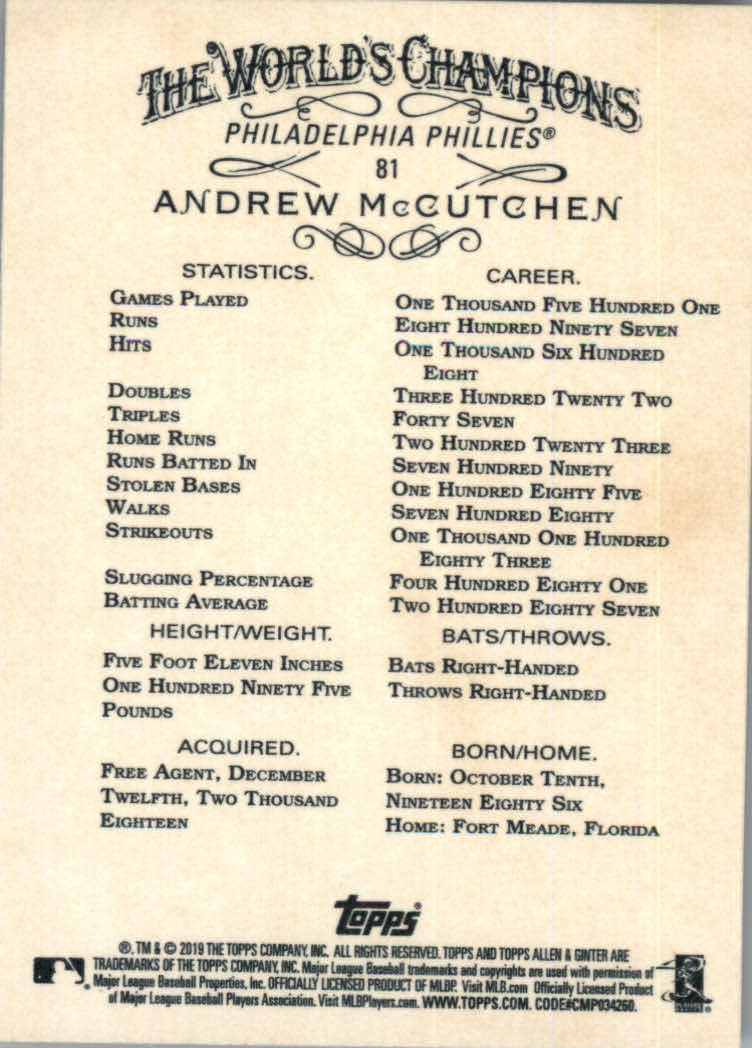 THE WORLD'S CHAMPIONS
PHILADELPHIA PHILLIES®
81
ANDREW McCUTCHEN
STATISTICS. CAREER.
GAMES PLAYED ONE THOUSAND FIVE HUNDRED ONE
RUNS EIGHT HUNDRED NINETY SEVEN
HITS ONE THOUSAND SIX HUNDRED
EIGHT
DOUBLES THREE HUNDRED TWENTY TWO
TRIPLES FORTY SEVEN
HOME RUNS TWO HUNDRED TWENTY THREE
RUNS BATTED IN SEVEN HUNDRED NINETY
STOLEN BASES ONE HUNDRED EIGHTY FIVE
WALKS SEVEN HUNDRED EIGHTY
STRIKEOUTS ONE THOUSAND ONE HUNDRED
EIGHTY THREE
SLUGGING PERCENTAGE FOUR HUNDRED EIGHTY ONE
BATTING AVERAGE TWO HUNDRED EIGHTY SEVEN
HEIGHT/WEIGHT. BATS/THROWS.
FIVE FOOT ELEVEN INCHES BATS RIGHT-HANDED
ONE HUNDRED NINETY FIVE THROWS RIGHT-HANDED
POUNDS
ACQUIRED. BORN/HOME.
FREE AGENT, DECEMBER BORN: OCTOBER TENTH,
TWELFTH, TWO THOUSAND NINETEEN EIGHTY SIX
EIGHTEEN HOME: FORT MEADE, FLORIDA
Topps®
®, TM & © 2019 THE TOPPS COMPANY, INC. ALL RIGHTS RESERVED. TOPPS AND TOPPS ALLEN & GINTER ARE
TRADEMARKS OF THE TOPPS COMPANY, INC. Major League Baseball trademarks and copyrights are used with permission of
Major League Baseball Properties, Inc. OFFICIALLY LICENSED PRODUCT OF MLBP. Visit MLB.com Officially Licensed Product
of Major League Baseball Players Association. Visit MLBPlayers.com. WWW.TOPPS.COM. CODE#CMP034260.